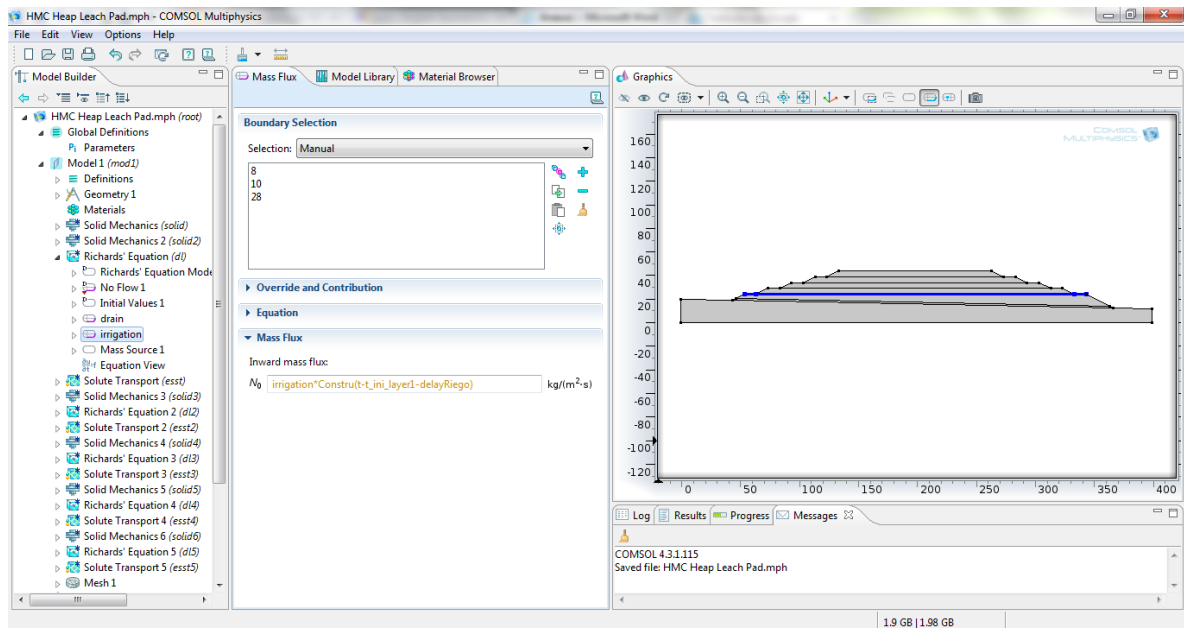 HMC Heap Leach Pad.mph - COMSOL Multiphysics
File Edit View Options Help
Model Builder
HMC Heap Leach Pad.mph (root)
Global Definitions
Pi Parameters
Model 1 (mod1)
Definitions
Geometry 1
Materials
Solid Mechanics (solid)
Solid Mechanics 2 (solid2)
Richards' Equation (dl)
Richards' Equation Mode
No Flow 1
Initial Values 1
drain
irrigation
Mass Source 1
Equation View
Solute Transport (esst)
Solid Mechanics 3 (solid3)
Richards' Equation 2 (dl2)
Solute Transport 2 (esst2)
Solid Mechanics 4 (solid4)
Richards' Equation 3 (dl3)
Solute Transport 3 (esst3)
Solid Mechanics 5 (solid5)
Richards' Equation 4 (dl4)
Solute Transport 4 (esst4)
Solid Mechanics 6 (solid6)
Richards' Equation 5 (dl5)
Solute Transport 5 (esst5)
Mesh 1
Mass Flux Model Library Material Browser
Boundary Selection
Selection: Manual
8
10
28
Override and Contribution
Equation
Mass Flux
Inward mass flux:
N0 irrigation*Constru(t-t_ini_layer1-delayRiego) kg/(m²·s)
Graphics
COMSOL
MULTIPHYSICS
160
140
120
100
80
60
40
20
0
-20
-40
-60
-80
-100
-120
0 50 100 150 200 250 300 350 400
Log Results Progress Messages
COMSOL 4.3.1.115
Saved file: HMC Heap Leach Pad.mph
1.9 GB | 1.98 GB